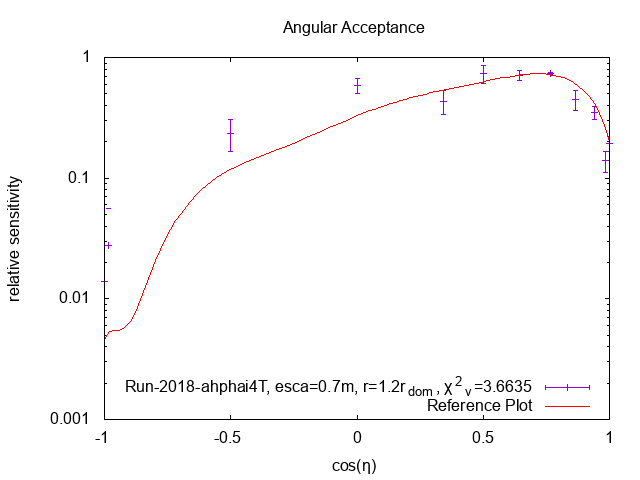 Angular Acceptance
1
0.1
0.01
0.001
relative sensitivity
Run-2018-ahphai4T, esca=0.7m, r=1.2r_dom, χ²_v=3.6635
Reference Plot
-1 -0.5 0 0.5 1
cos(η)